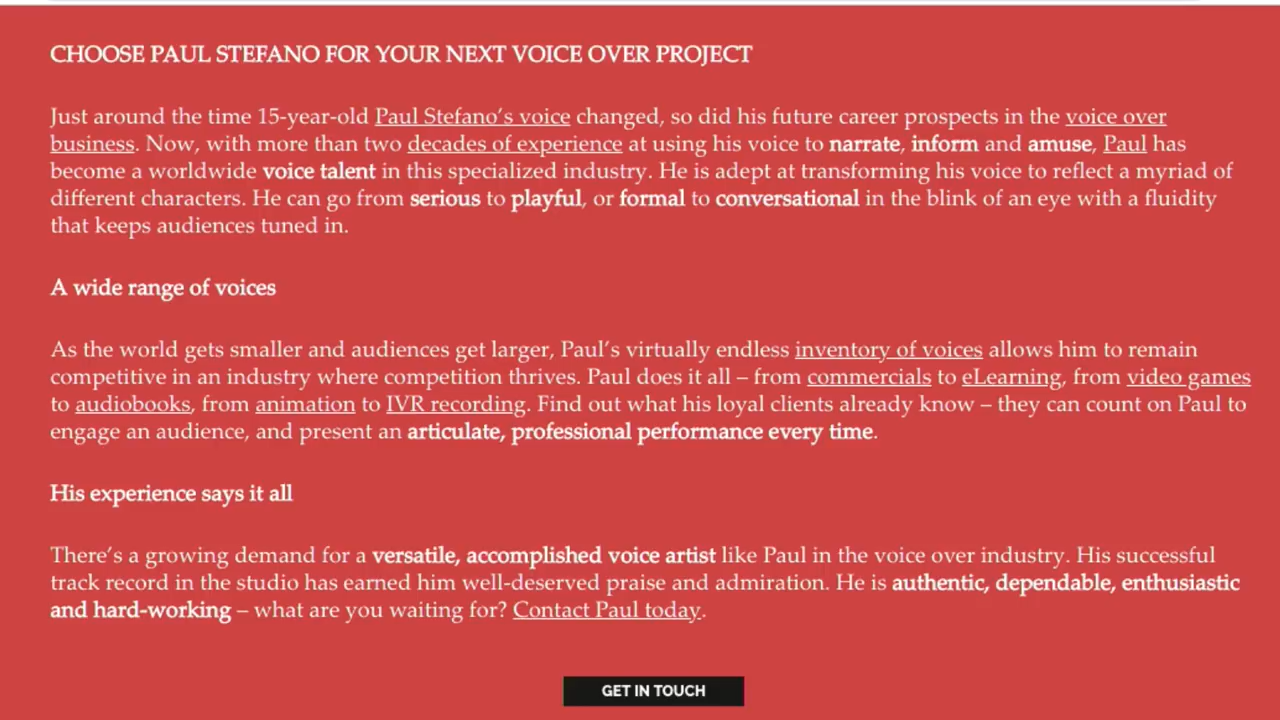 CHOOSE PAUL STEFANO FOR YOUR NEXT VOICE OVER PROJECT
Just around the time 15-year-old Paul Stefano's voice changed, so did his future career prospects in the voice over
business. Now, with more than two decades of experience at using his voice to narrate, inform and amuse, Paul has
become a worldwide voice talent in this specialized industry. He is adept at transforming his voice to reflect a myriad of
different characters. He can go from serious to playful, or formal to conversational in the blink of an eye with a fluidity
that keeps audiences tuned in.
A wide range of voices
As the world gets smaller and audiences get larger, Paul's virtually endless inventory of voices allows him to remain
competitive in an industry where competition thrives. Paul does it all – from commercials to eLearning, from video games
to audiobooks, from animation to IVR recording. Find out what his loyal clients already know – they can count on Paul to
engage an audience, and present an articulate, professional performance every time.
His experience says it all
There's a growing demand for a versatile, accomplished voice artist like Paul in the voice over industry. His successful
track record in the studio has earned him well-deserved praise and admiration. He is authentic, dependable, enthusiastic
and hard-working – what are you waiting for? Contact Paul today.
GET IN TOUCH